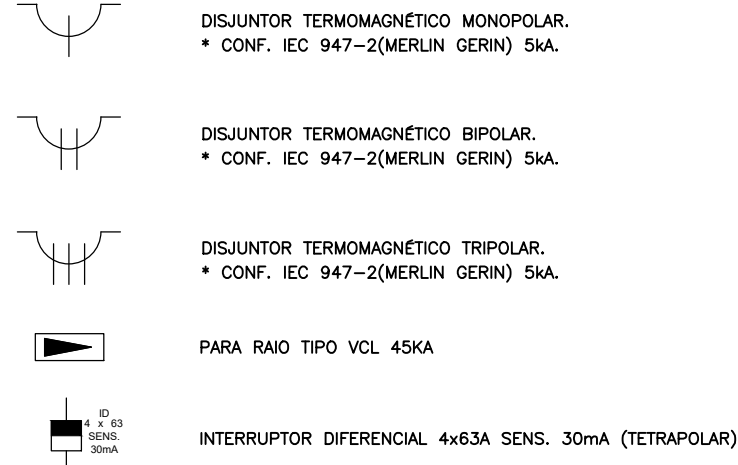 DISJUNTOR TERMOMAGNÉTICO MONOPOLAR.
* CONF. IEC 947-2(MERLIN GERIN) 5kA.
DISJUNTOR TERMOMAGNÉTICO BIPOLAR.
* CONF. IEC 947-2(MERLIN GERIN) 5kA.
DISJUNTOR TERMOMAGNÉTICO TRIPOLAR.
* CONF. IEC 947-2(MERLIN GERIN) 5kA.
PARA RAIO TIPO VCL 45KA
ID
4 x 63
SENS.
30mA
INTERRUPTOR DIFERENCIAL 4x63A SENS. 30mA (TETRAPOLAR)